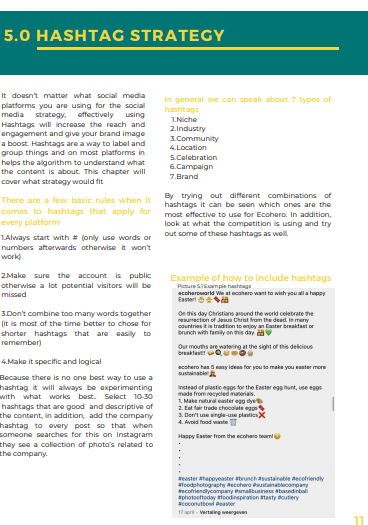 5.0 HASHTAG STRATEGY
It doesn't matter what social media
platforms you are using for the social
media strategy, effectively using
Hashtags will increase the reach and
engagement and give your brand image
a boost. Hashtags are a way to label and
group things and on most platforms in
helps the algorithm to understand what
the content is about. This chapter will
cover what strategy would fit
There are a few basic rules when it
comes to hashtags that apply for
every platform
1.Always start with # (only use words or
numbers afterwards otherwise it won't
work)
2.Make sure the account is public
otherwise a lot potential visitors will be
missed
3.Don't combine too many words together
(it is most of the time better to chose for
shorter hashtags that are easily to
remember)
4.Make it specific and logical
Because there is no one best way to use a
hashtag it will always be experimenting
with what works best.. Select 10-30
hashtags that are good and descriptive of
the content, in addition, add the company
hashtag to every post so that when
someone searches for this on Instagram
they see a collection of photo's related to
the company.
In general we can speak about 7 types of
hashtags
1.Niche
2.Industry
3.Community
4.Location
5.Celebration
6.Campaign
7.Brand
By trying out different combinations of
hashtags it can be seen which ones are the
most effective to use for Ecohero. In addition,
look at what the competition is using and try
out some of these hashtags as well.
Example of how to include hashtags
Picture 5.1 Example hashtags
ecoheroworld We at ecohero want to wish you all a happy
Easter! 🐣🐥🍫👯
On this day Christians around the world celebrate the
resurrection of Jesus Christ from the dead. In many
countries it is tradition to enjoy an Easter breakfast or
brunch with family on this day. 👯💚
Our mouths are watering at the sight of this delicious
breakfast!!
ecohero has 5 easy ideas for you to make you easter more
sustainable!
Instead of plastic eggs for the Easter egg hunt, use eggs
made from recycled materials.
1. Make natural easter egg dye
2. Eat fair trade chocolate eggs🍫
3. Don't use single-use plastics❌
4. Avoid food waste 🗑
Happy Easter from the ecohero team!😊
•
•
•
•
•
#easter #happyeaster #brunch #sustainable #ecofriendly
#foodphotography #ecohero #sustainablecompany
#ecofriendlycompany #smallbusiness #basedinbali
#photooftoday #foodinspiration #tasty #cutlery
#coconutbowl #easter
17 april • Vertaling weergeven
11